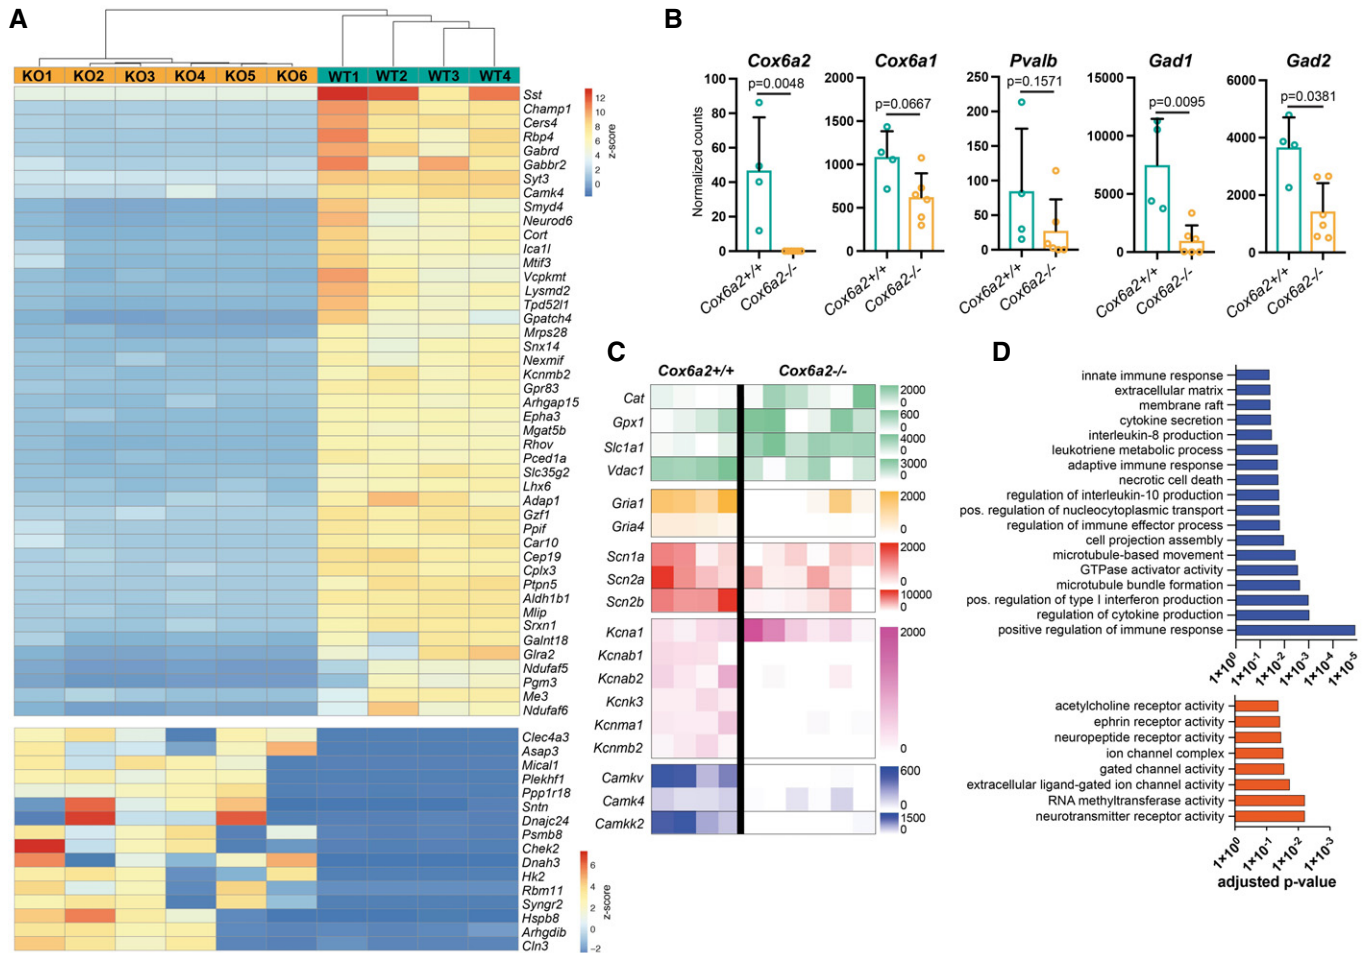 A
KO1 KO2 KO3 KO4 KO5 KO6 WT1 WT2 WT3 WT4
Sst
Champ1
Cers4
Rbp4
Gabrd
Gabbr2
Syt3
Camk4
Smyd4
Neurod6
Cort
Ica1l
Mtif3
Vcpkmt
Lysmd2
Tpd52l1
Gpatch4
Mrps28
Snx14
Nexmif
Kcnmb2
Gpr83
Arhgap15
Epha3
Mgat5b
Rhov
Pced1a
Slc35g2
Lhx6
Adap1
Gzf1
Ppif
Car10
Cep19
Cplx3
Ptpn5
Aldh1b1
Mlip
Srxn1
Galnt18
Glra2
Ndufaf5
Pgm3
Me3
Ndufaf6
12
10
8
6
4
2
0
z-score
Clec4a3
Asap3
Mical1
Plekhf1
Ppp1r18
Sntn
Dnajc24
Psmb8
Chek2
Dnah3
Hk2
Rbm11
Syngr2
Hspb8
Arhgdib
Cln3
6
4
2
0
−2
z-score
B
Normalized counts
Cox6a2
p=0.0048
100
80
60
40
20
0
Cox6a2+/+
Cox6a2-/-
Cox6a1
p=0.0667
2000
1500
1000
500
0
Cox6a2+/+
Cox6a2-/-
Pvalb
p=0.1571
250
200
150
100
50
0
Cox6a2+/+
Cox6a2-/-
Gad1
p=0.0095
15000
10000
5000
0
Cox6a2+/+
Cox6a2-/-
Gad2
p=0.0381
6000
4000
2000
0
Cox6a2+/+
Cox6a2-/-
C
Cox6a2+/+ Cox6a2-/-
Cat
Gpx1
Slc1a1
Vdac1
Gria1
Gria4
Scn1a
Scn2a
Scn2b
Kcna1
Kcnab1
Kcnab2
Kcnk3
Kcnma1
Kcnmb2
Camkv
Camk4
Camkk2
2000
0
600
0
4000
0
3000
0
2000
0
2000
0
10000
0
2000
0
600
0
1500
0
D
innate immune response
extracellular matrix
membrane raft
cytokine secretion
interleukin-8 production
leukotriene metabolic process
adaptive immune response
necrotic cell death
regulation of interleukin-10 production
pos. regulation of nucleocytoplasmic transport
regulation of immune effector process
cell projection assembly
microtubule-based movement
GTPase activator activity
microtubule bundle formation
pos. regulation of type I interferon production
regulation of cytokine production
positive regulation of immune response
1×10⁰
1×10⁻¹
1×10⁻²
1×10⁻³
1×10⁻⁴
1×10⁻⁵
acetylcholine receptor activity
ephrin receptor activity
neuropeptide receptor activity
ion channel complex
gated channel activity
extracellular ligand-gated ion channel activity
RNA methyltransferase activity
neurotransmitter receptor activity
1×10⁰
1×10⁻¹
1×10⁻²
1×10⁻³
adjusted p-value